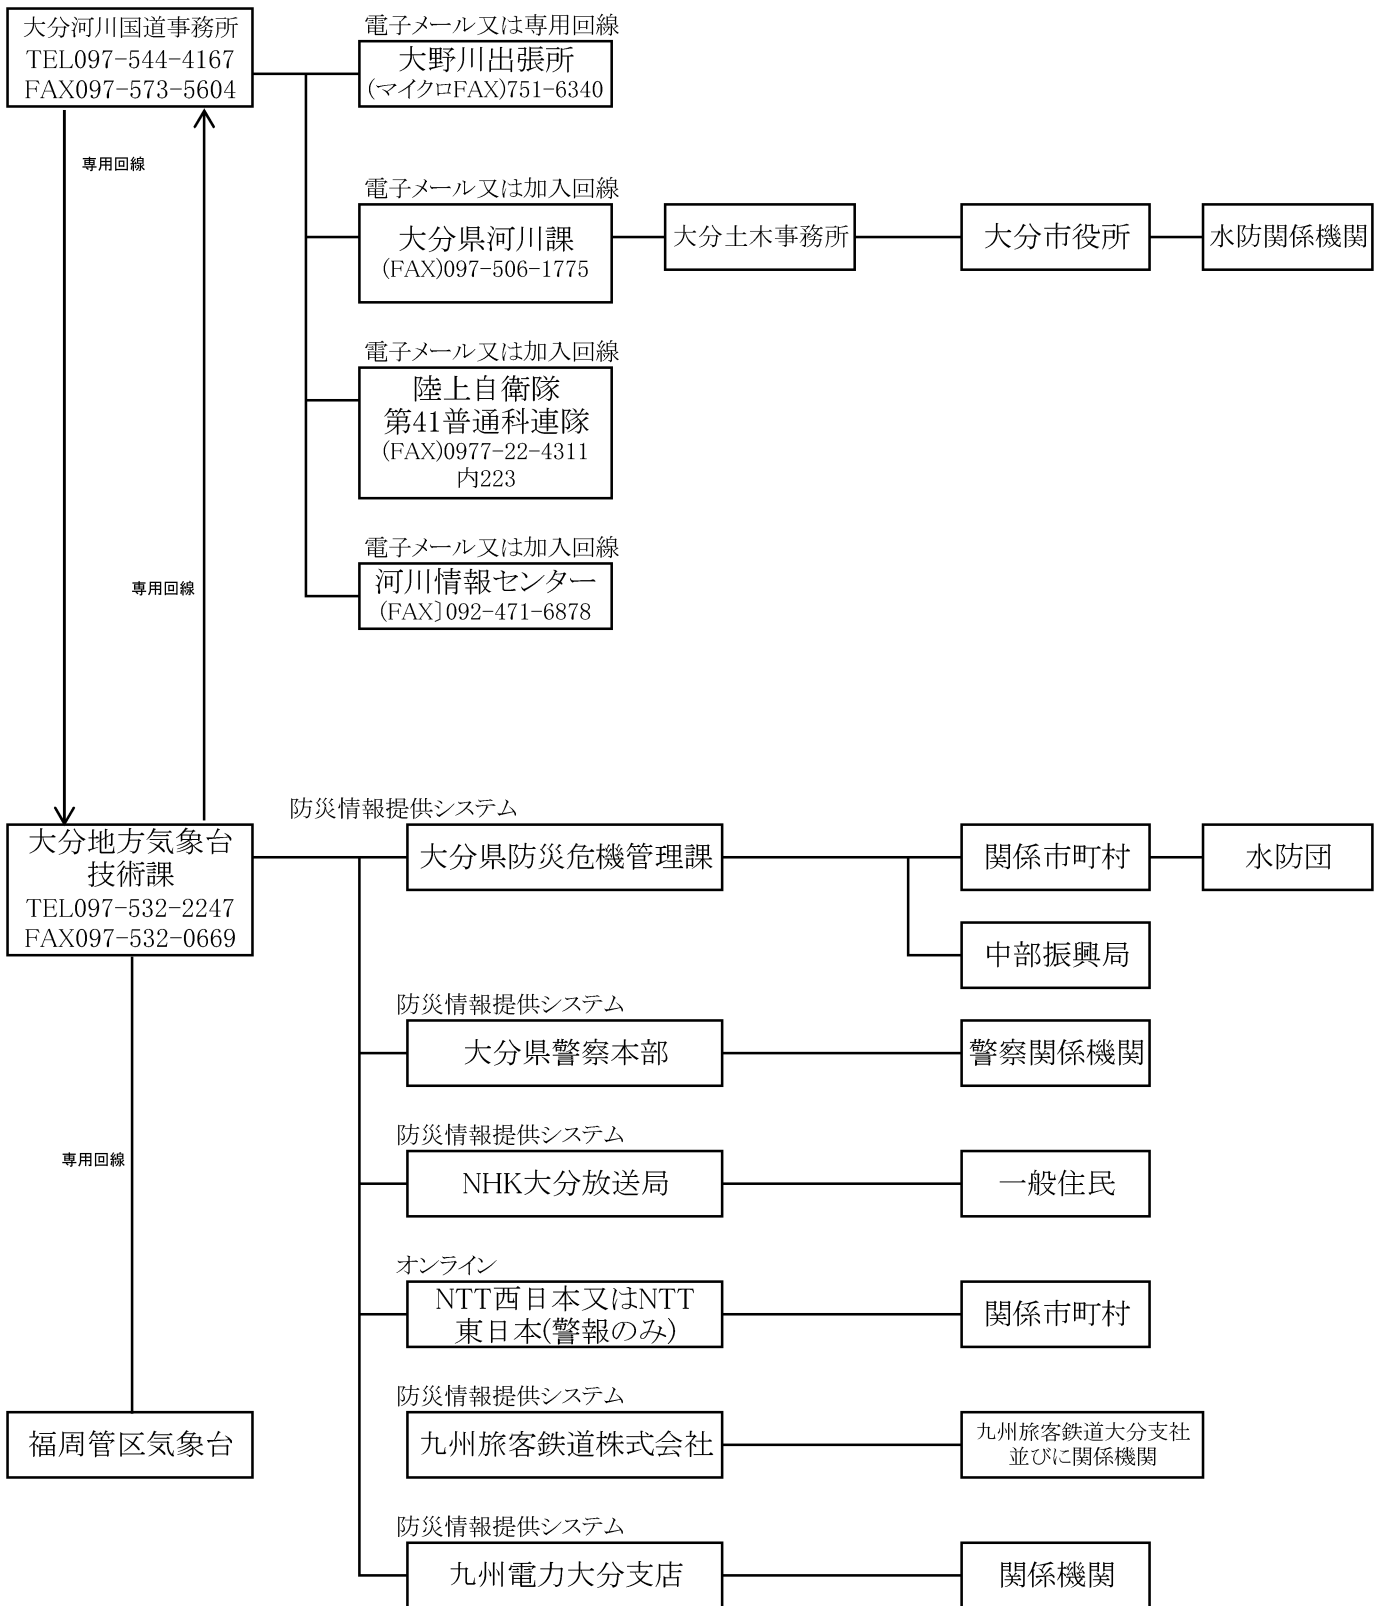 大分河川国道事務所
TEL097-544-4167
FAX097-573-5604
電子メール又は専用回線
大野川出張所
(マイクロFAX)751-6340
専用回線
電子メール又は加入回線
大分県河川課
(FAX)097-506-1775
大分土木事務所
大分市役所
水防関係機関
電子メール又は加入回線
陸上自衛隊
第41普通科連隊
(FAX)0977-22-4311
内223
電子メール又は加入回線
河川情報センター
(FAX〕092-471-6878
専用回線
防災情報提供システム
大分地方気象台
技術課
TEL097-532-2247
FAX097-532-0669
大分県防災危機管理課
関係市町村
水防団
中部振興局
防災情報提供システム
大分県警察本部
警察関係機関
専用回線
防災情報提供システム
NHK大分放送局
一般住民
オンライン
NTT西日本又はNTT
東日本(警報のみ)
関係市町村
福周管区気象台
防災情報提供システム
九州旅客鉄道株式会社
九州旅客鉄道大分支社
並びに関係機関
防災情報提供システム
九州電力大分支店
関係機関